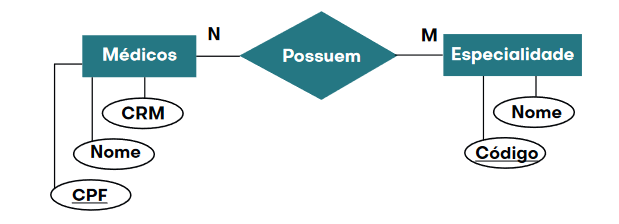 Médicos
N
Possuem
M
Especialidade
CRM
Nome
CPF
Nome
Código